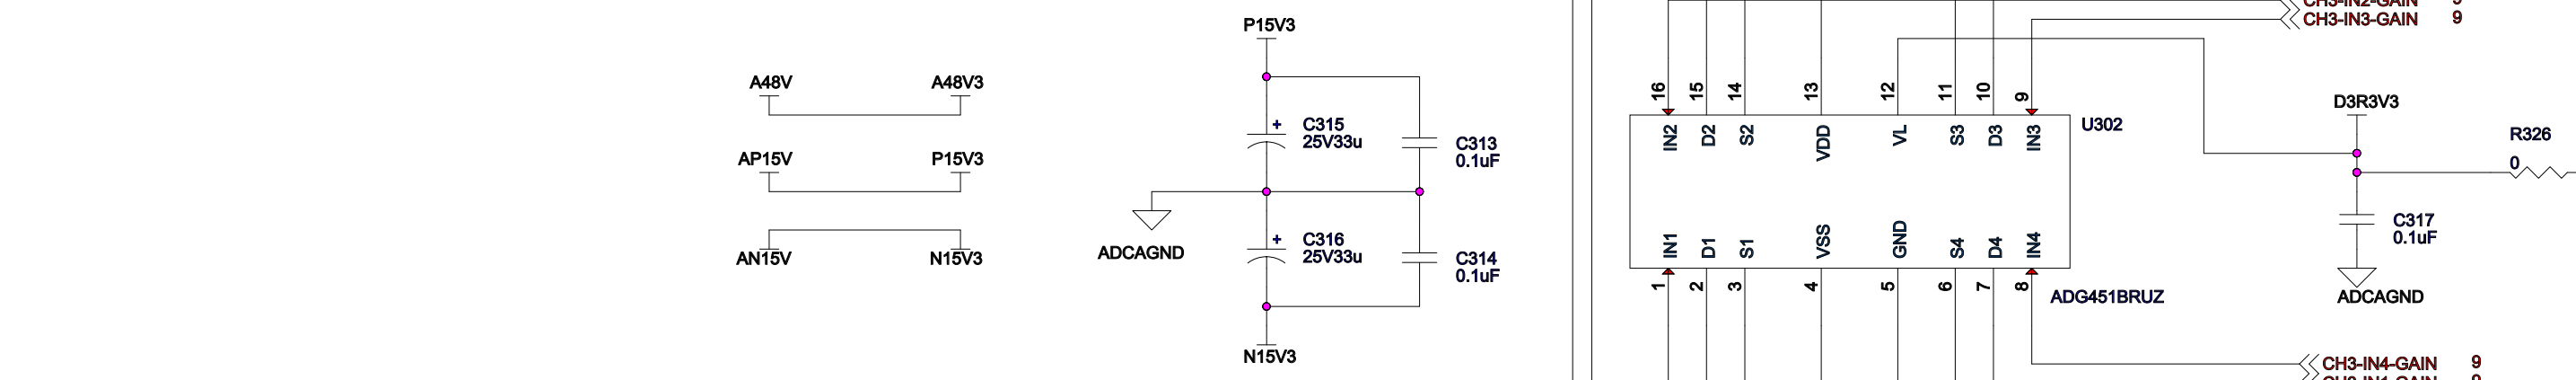 A48V
A48V3
AP15V
P15V3
AN15V
N15V3
P15V3
+
C315
25V33u
C313
0.1uF
ADCAGND
+
C316
25V33u
C314
0.1uF
N15V3
CH3-IN2-GAIN
CH3-IN3-GAIN 9
16 15 14 13 12 11 10 9
IN2 D2 S2 VDD VL S3 D3 IN3
U302
IN1 D1 S1 VSS GND S4 D4 IN4
1 2 3 4 5 6 7 8
ADG451BRUZ
D3R3V3
R326
0
C317
0.1uF
ADCAGND
CH3-IN4-GAIN 9